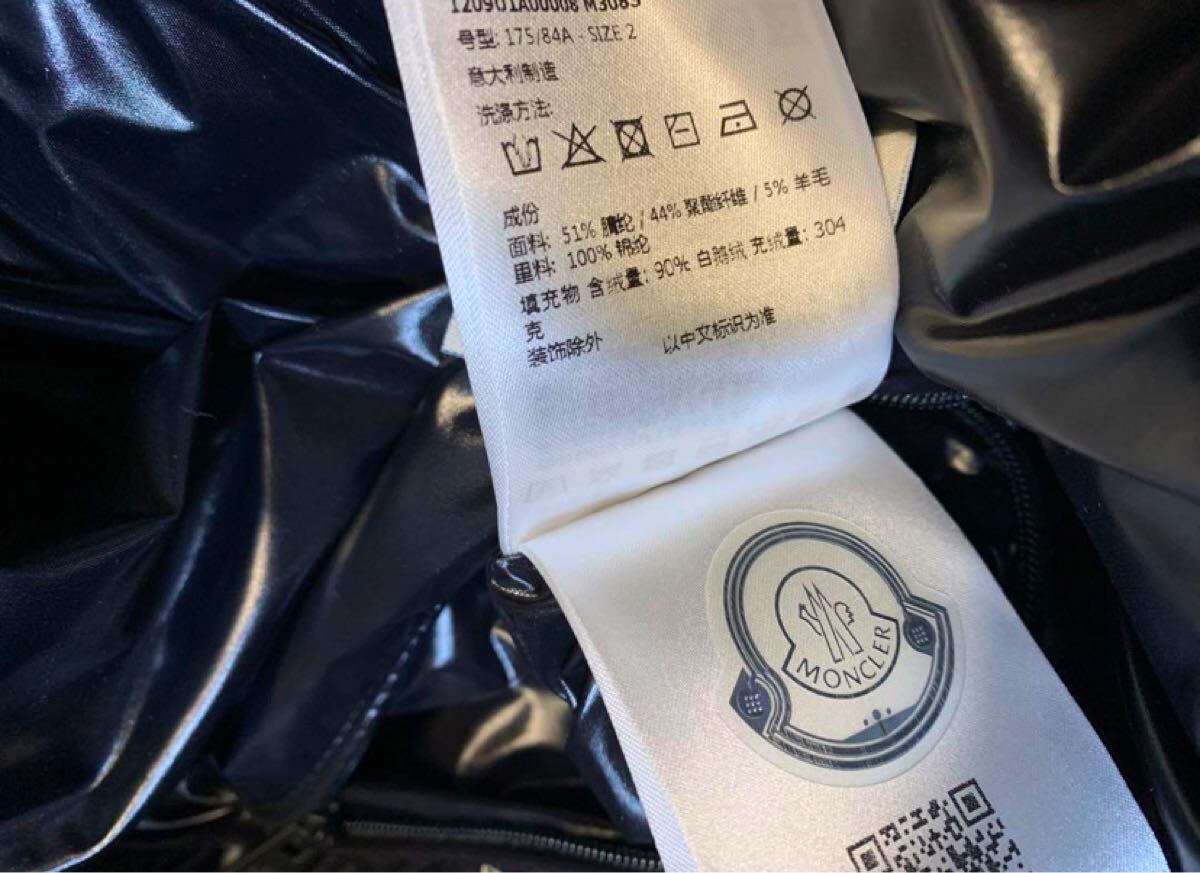 120901A00008 M3083
号型: 175/84A - SIZE 2
意大利制造
洗涤方法:
成份
面料: 51% 腈纶 / 44% 聚酯纤维 / 5% 羊毛
里料: 100% 锦纶
填充物 含绒量: 90% 白鹅绒 充绒量: 304
克
装饰除外 以中文标识为准
MONCLER